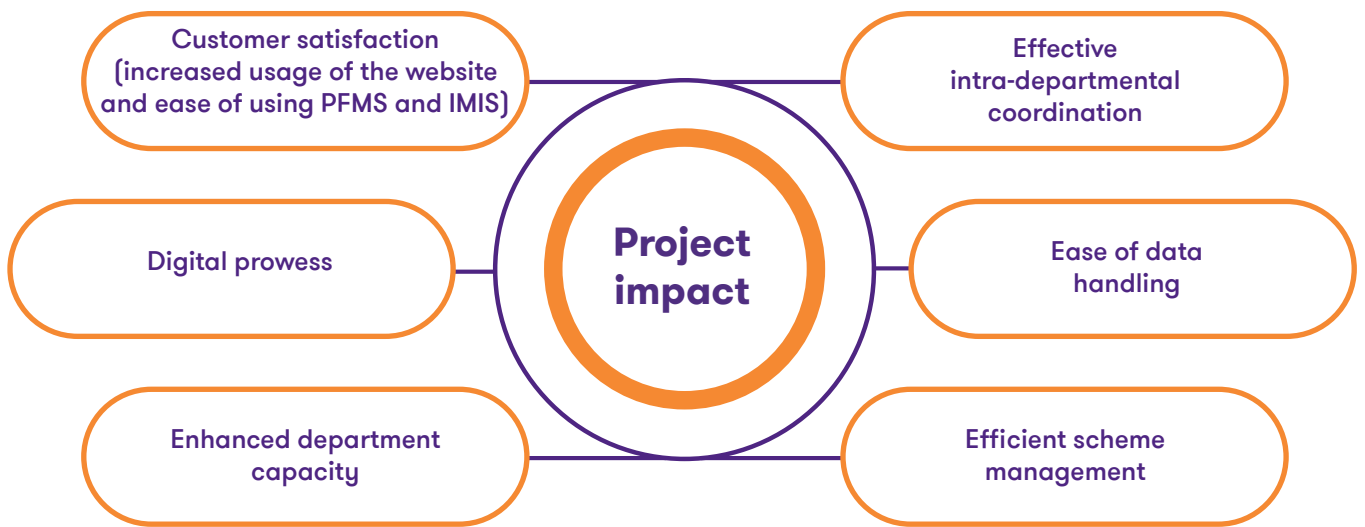 Customer satisfaction
(increased usage of the website
and ease of using PFMS and IMIS)
Effective
intra-departmental
coordination
Digital prowess
Project
impact
Ease of data
handling
Enhanced department
capacity
Efficient scheme
management